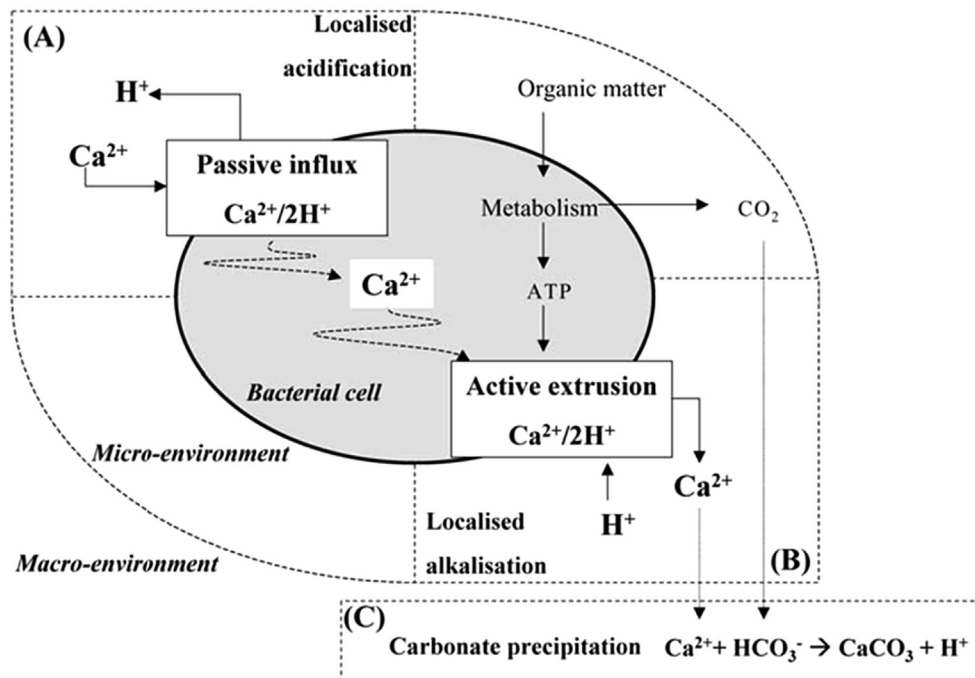 (A)
Localised
acidification
H⁺
Ca²⁺
Passive influx
Ca²⁺/2H⁺
Organic matter
Metabolism
CO₂
Ca²⁺
ATP
Bacterial cell
Active extrusion
Ca²⁺/2H⁺
Micro-environment
Ca²⁺
H⁺
Localised
alkalisation
(B)
Macro-environment
(C)
Carbonate precipitation Ca²⁺ + HCO₃⁻ → CaCO₃ + H⁺